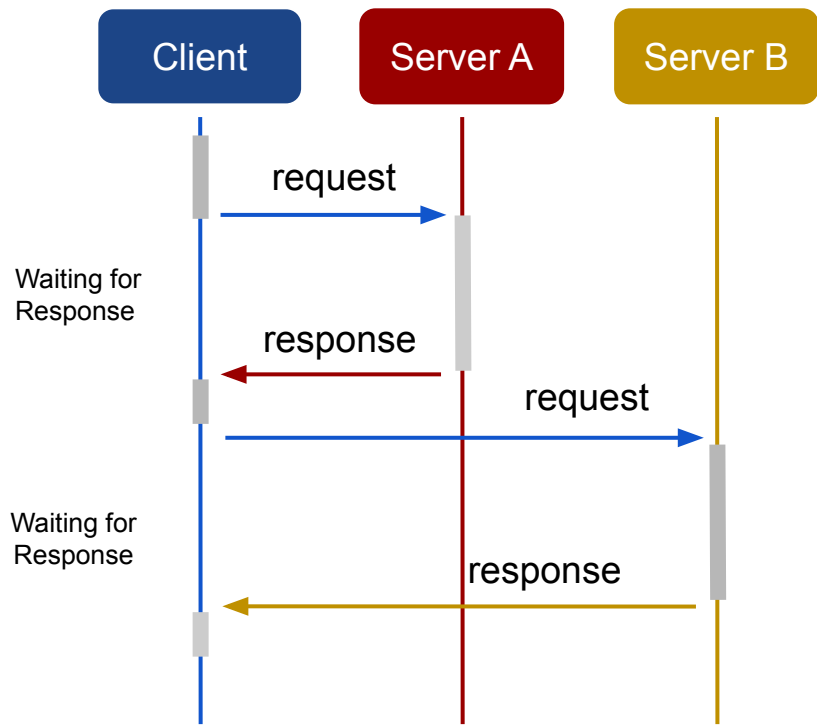 Client
Server A
Server B
request
Waiting for
Response
response
request
Waiting for
Response
response